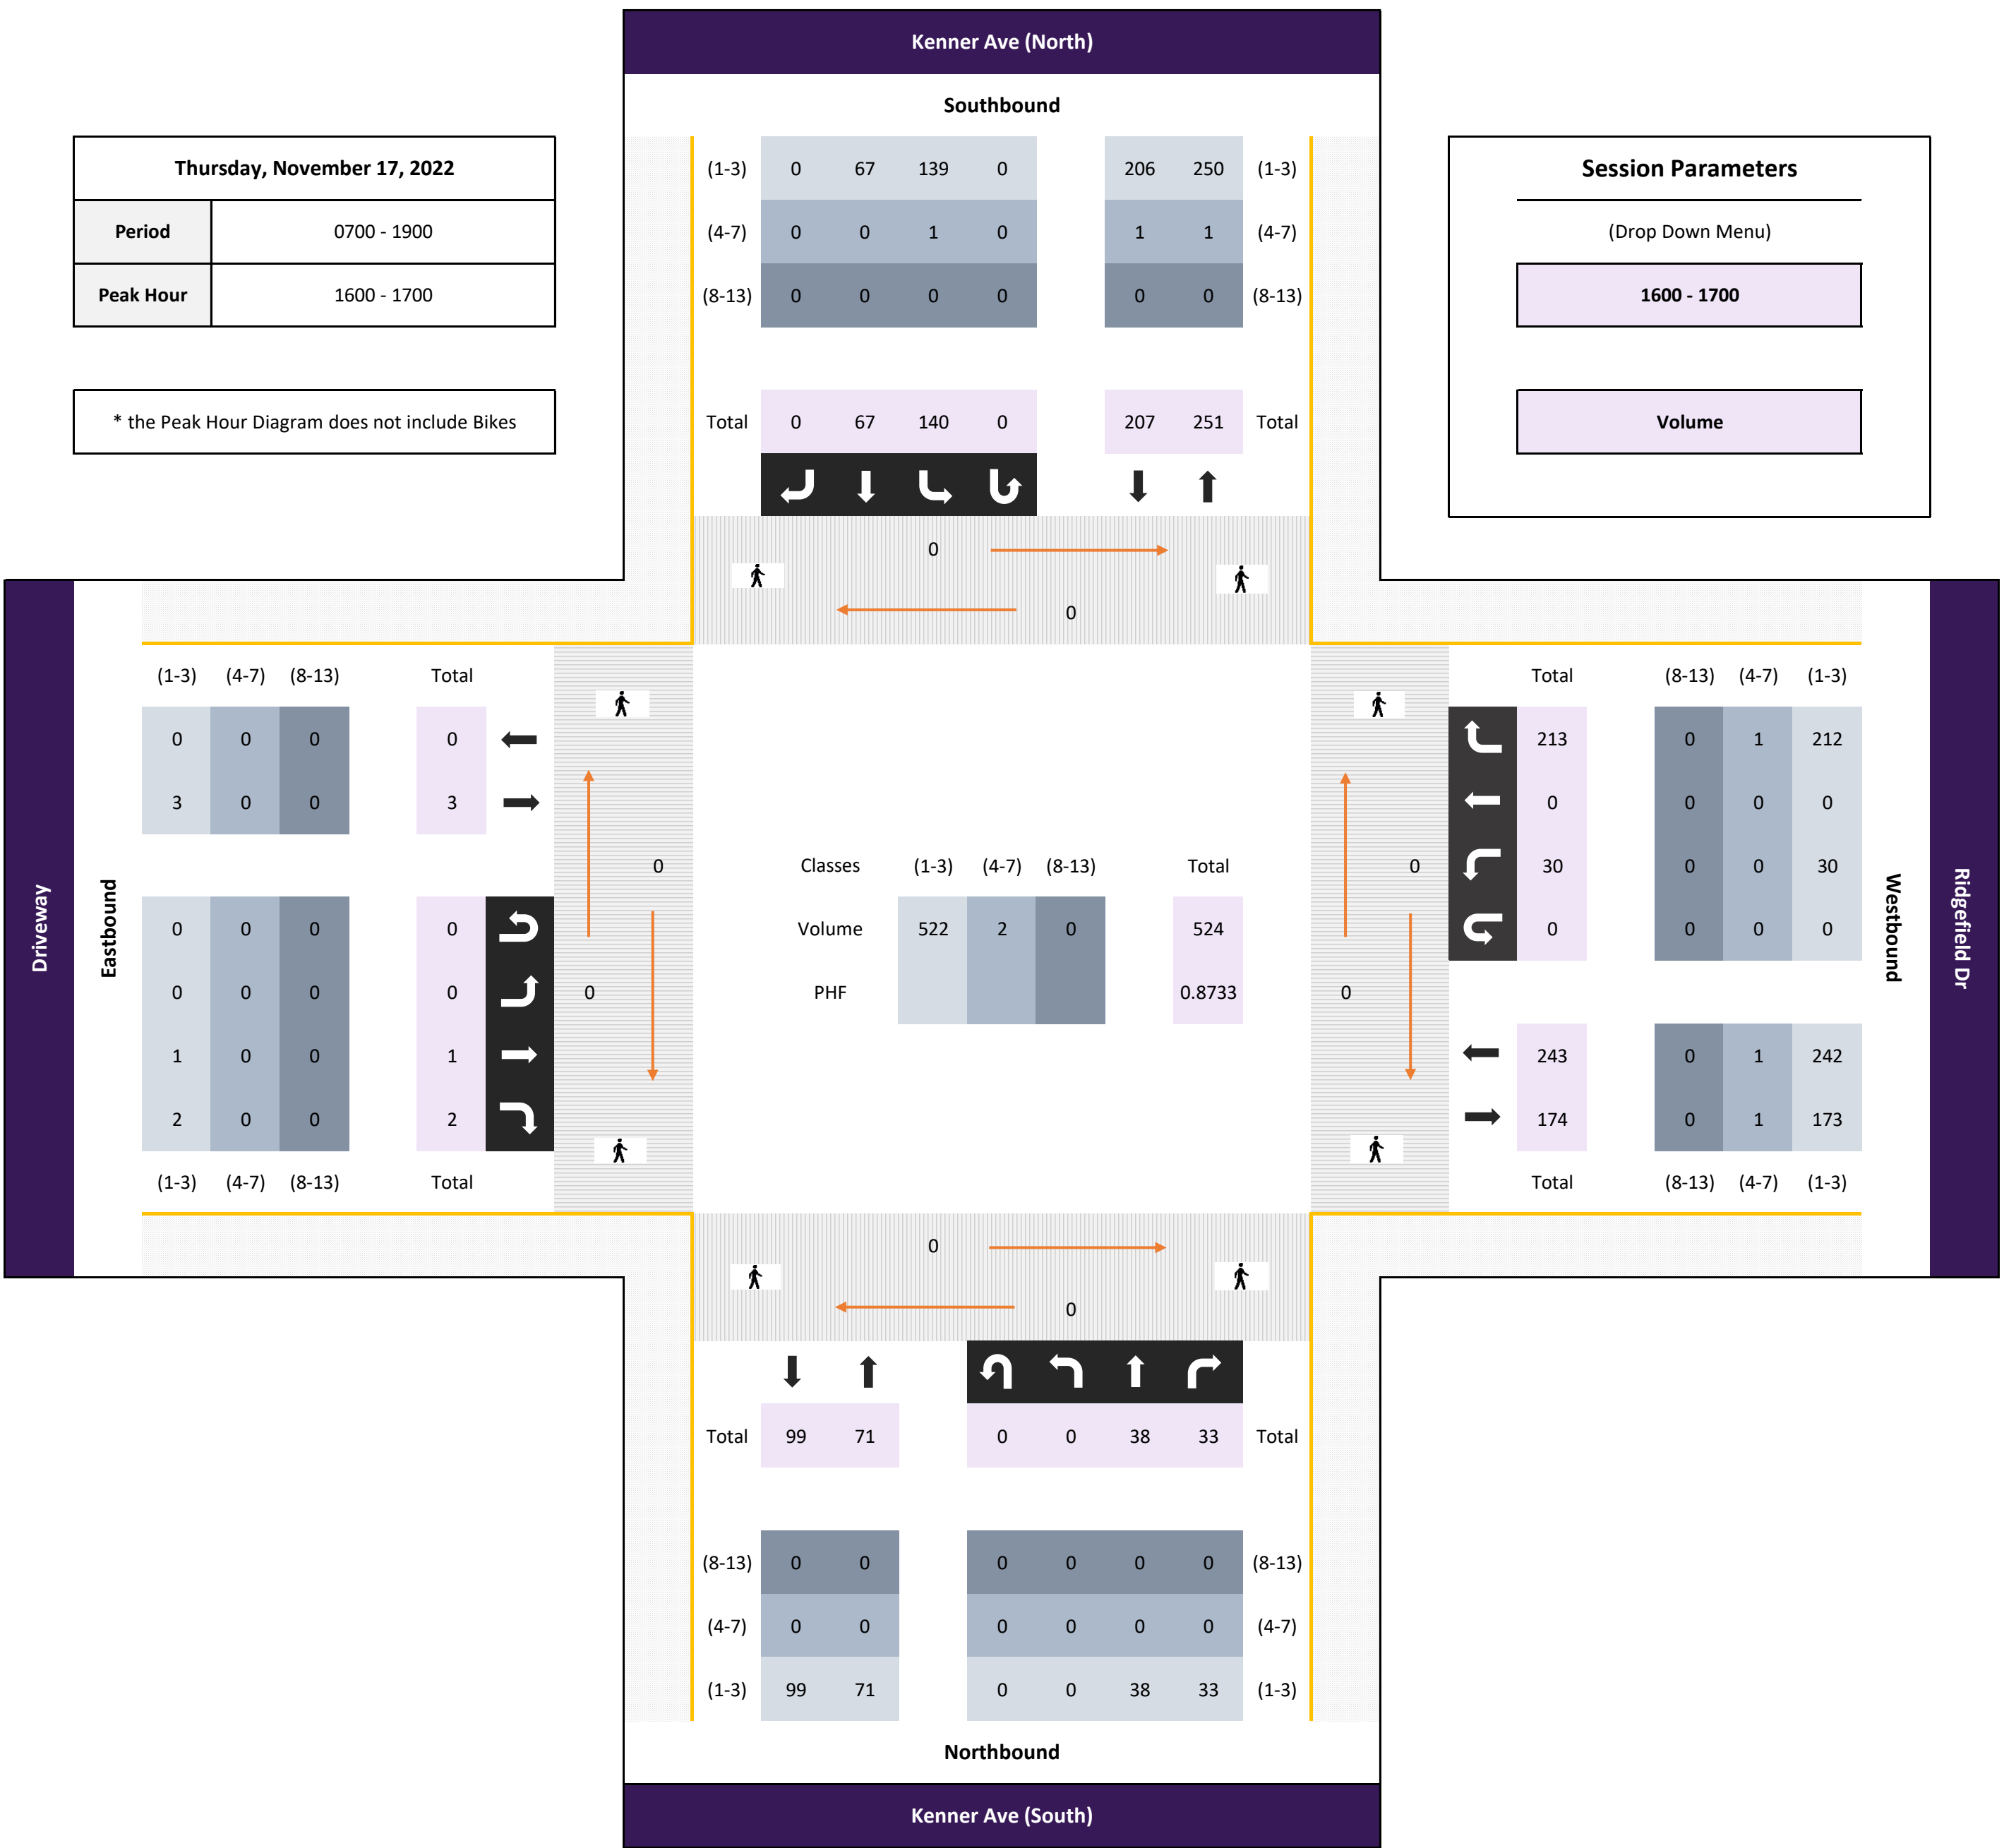 Kenner Ave (North)
Southbound
Thursday, November 17, 2022
Period 0700 - 1900
Peak Hour 1600 - 1700
* the Peak Hour Diagram does not include Bikes
Session Parameters
(Drop Down Menu)
1600 - 1700
Volume
(1-3) 0 67 139 0 206 250 (1-3)
(4-7) 0 0 1 0 1 1 (4-7)
(8-13) 0 0 0 0 0 0 (8-13)
Total 0 67 140 0 207 251 Total
0
0
Driveway
Eastbound
(1-3) (4-7) (8-13) Total
0 0 0 0
3 0 0 3
0 0 0 0
0 0 0 0
1 0 0 1
2 0 0 2
(1-3) (4-7) (8-13) Total
0
0
Classes (1-3) (4-7) (8-13) Total
Volume 522 2 0 524
PHF 0.8733
0
0
Total (8-13) (4-7) (1-3)
213 0 1 212
0 0 0 0
30 0 0 30
0 0 0 0
243 0 1 242
174 0 1 173
Total (8-13) (4-7) (1-3)
Westbound
Ridgefield Dr
0
0
Total 99 71 0 0 38 33 Total
(8-13) 0 0 0 0 0 0 (8-13)
(4-7) 0 0 0 0 0 0 (4-7)
(1-3) 99 71 0 0 38 33 (1-3)
Northbound
Kenner Ave (South)